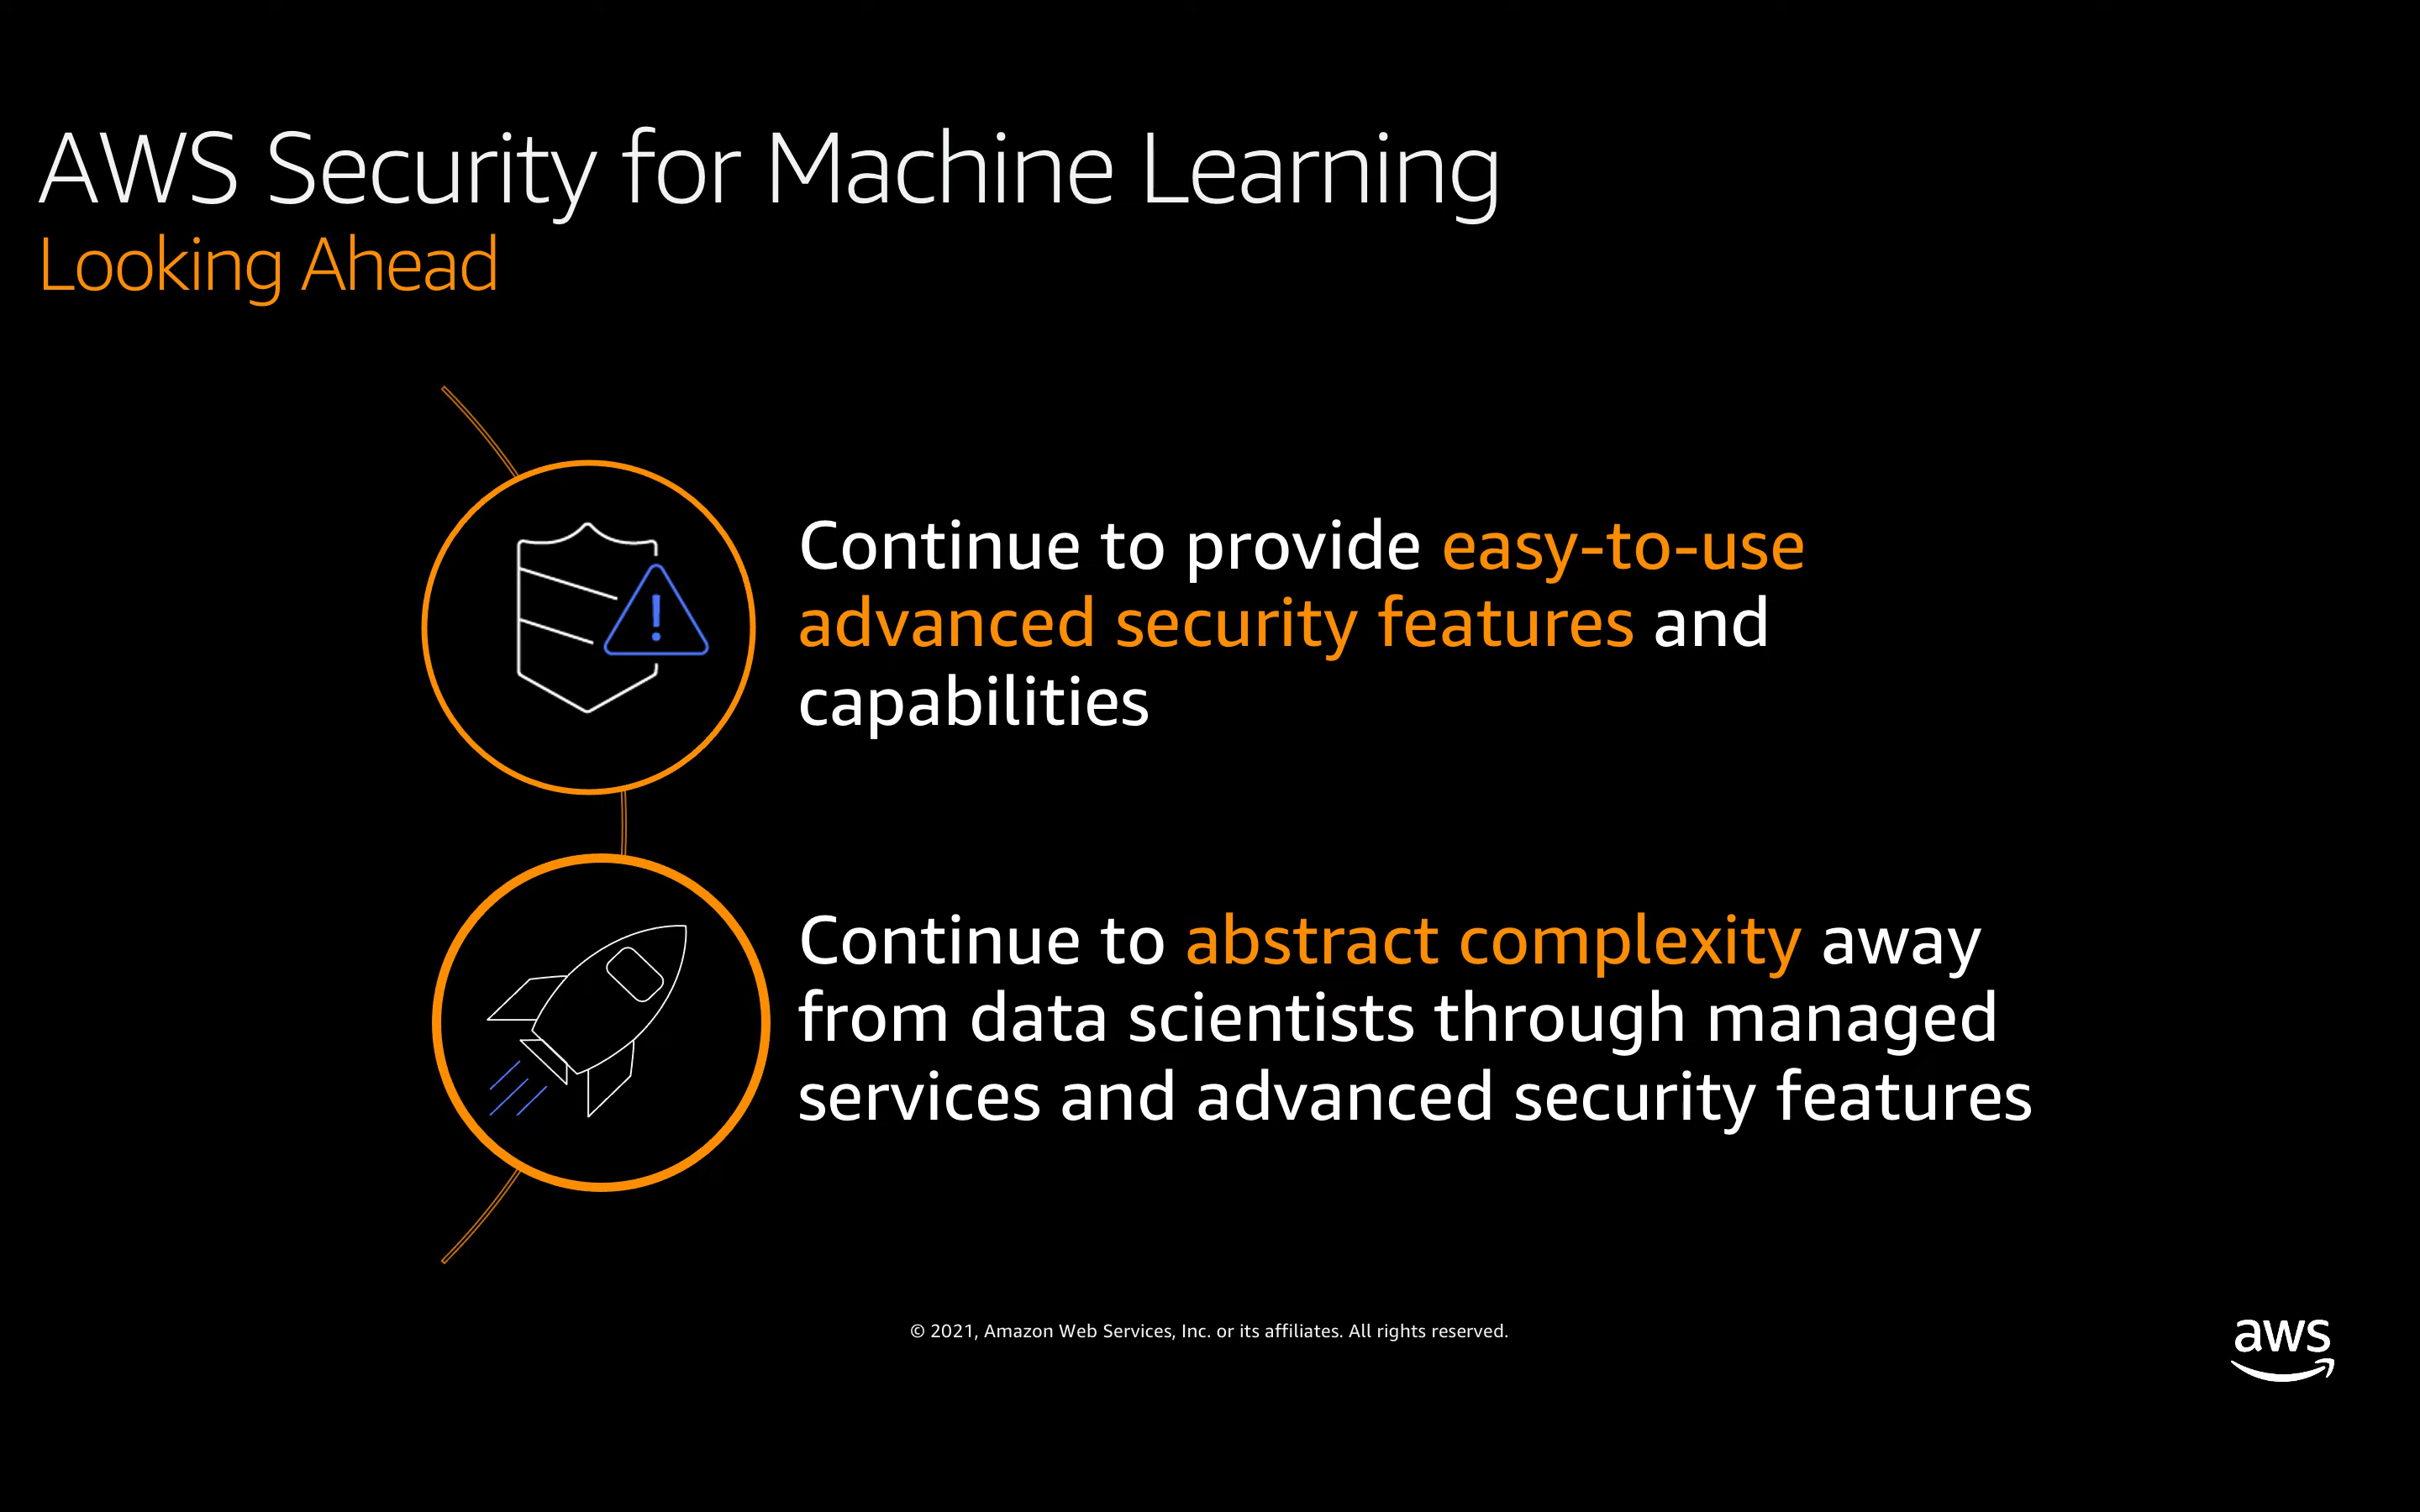 AWS Security for Machine Learning
Looking Ahead
Continue to provide easy-to-use
advanced security features and
capabilities
Continue to abstract complexity away
from data scientists through managed
services and advanced security features
© 2021, Amazon Web Services, Inc. or its affiliates. All rights reserved.
aws